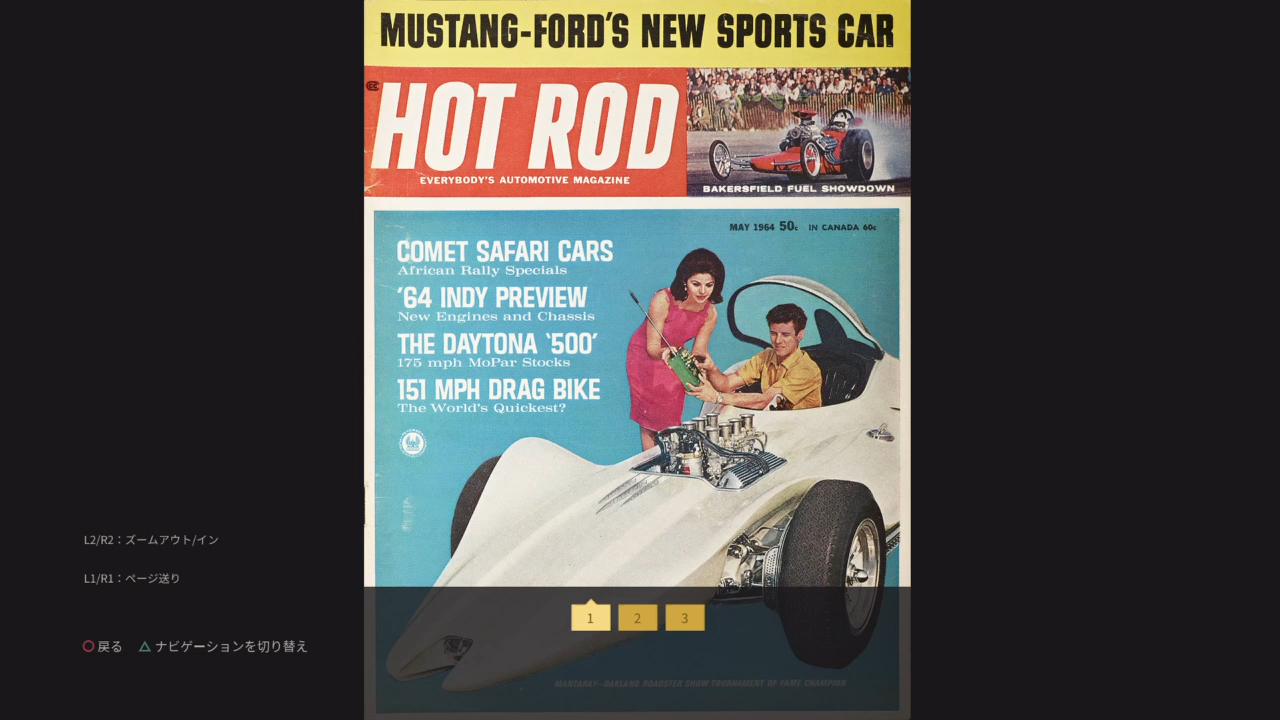 MUSTANG-FORD'S NEW SPORTS CAR
HOT ROD
EVERYBODY'S AUTOMOTIVE MAGAZINE
BAKERSFIELD FUEL SHOWDOWN
MAY 1964 50c IN CANADA 60c
COMET SAFARI CARS
African Rally Specials
'64 INDY PREVIEW
New Engines and Chassis
THE DAYTONA '500'
175 mph MoPar Stocks
151 MPH DRAG BIKE
The World's Quickest?
L2/R2：ズームアウト/イン
L1/R1：ページ送り
戻る ナビゲーションを切り替え
1 2 3
MANTARAY—OAKLAND ROADSTER SHOW TOURNAMENT OF FAME CHAMPION